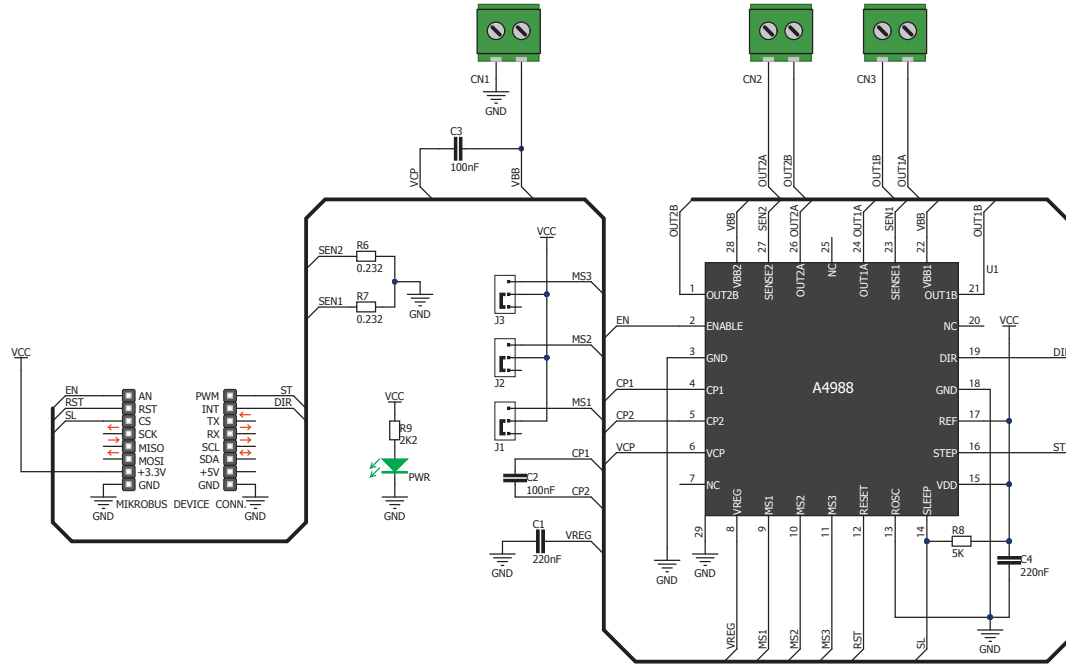 CN1
GND
C3
100nF
VCP
VBB
CN2
OUT2A
OUT2B
CN3
OUT1B
OUT1A
SEN2
R6
0.232
SEN1
R7
0.232
GND
VCC
MS3
J3
MS2
J2
MS1
J1
VCC
EN
RST
SL
AN
RST
CS
SCK
MISO
MOSI
+3.3V
GND
PWM
INT
TX
RX
SCL
SDA
+5V
GND
ST
DIR
GND
MIKROBUS DEVICE CONN.
GND
VCC
R9
2K2
PWR
GND
CP1
C2
100nF
CP2
C1
VREG
220nF
GND
EN
CP1
CP2
VCP
OUT2B
VBB
SEN2
OUT2A
OUT1A
SEN1
VBB
OUT1B
28
27
26
25
24
23
22
VBB2
SENSE2
OUT2A
NC
OUT1A
SENSE1
VBB1
U1
1
OUT2B
2
ENABLE
3
GND
4
CP1
5
CP2
6
VCP
7
NC
A4988
OUT1B
21
NC
20
DIR
19
GND
18
REF
17
STEP
16
VDD
15
VCC
DI
ST
VREG
MS1
MS2
MS3
RESET
ROSC
SLEEP
29
8
9
10
11
12
13
14
GND
GND
R8
5K
C4
220nF
GND
VREG
MS1
MS2
MS3
RST
SL